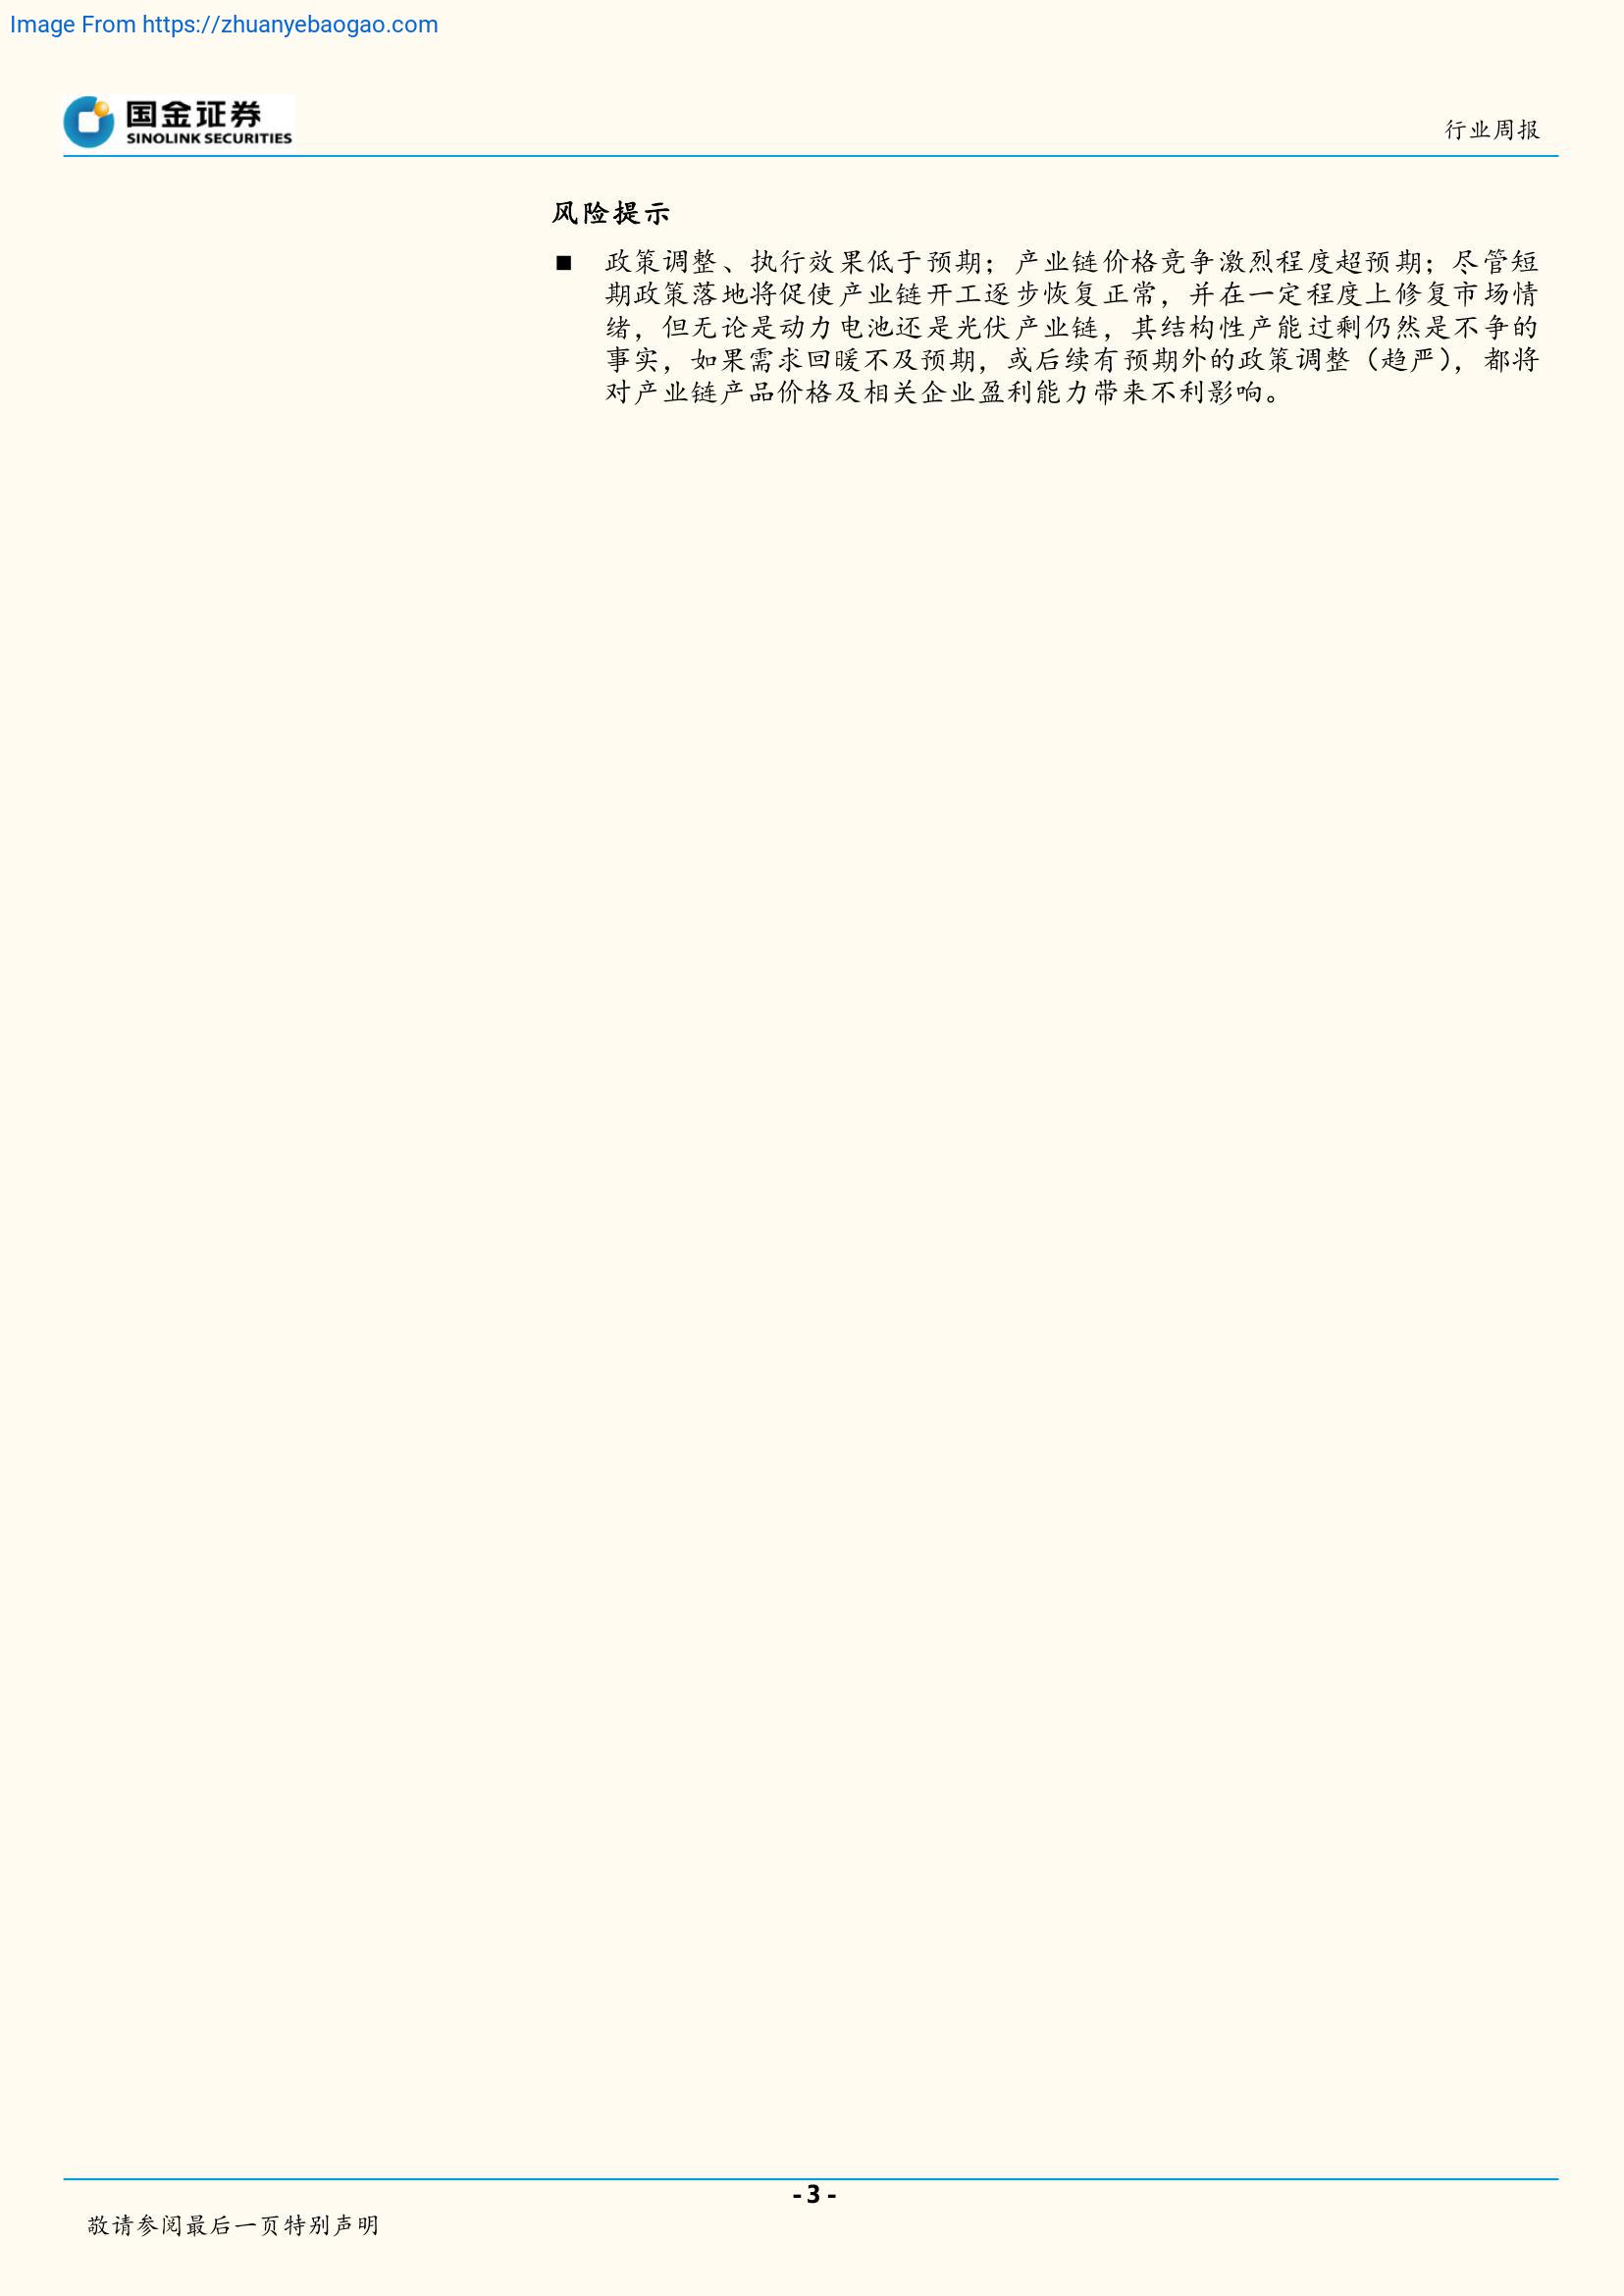 Image From https://zhuanyebaogao.com
国金证券
SINOLINK SECURITIES
行业周报
风险提示
■ 政策调整、执行效果低于预期；产业链价格竞争激烈程度超预期；尽管短
期政策落地将促使产业链开工逐步恢复正常，并在一定程度上修复市场情
绪，但无论是动力电池还是光伏产业链，其结构性产能过剩仍然是不争的
事实，如果需求回暖不及预期，或后续有预期外的政策调整（趋严），都将
对产业链产品价格及相关企业盈利能力带来不利影响。
- 3 -
敬请参阅最后一页特别声明